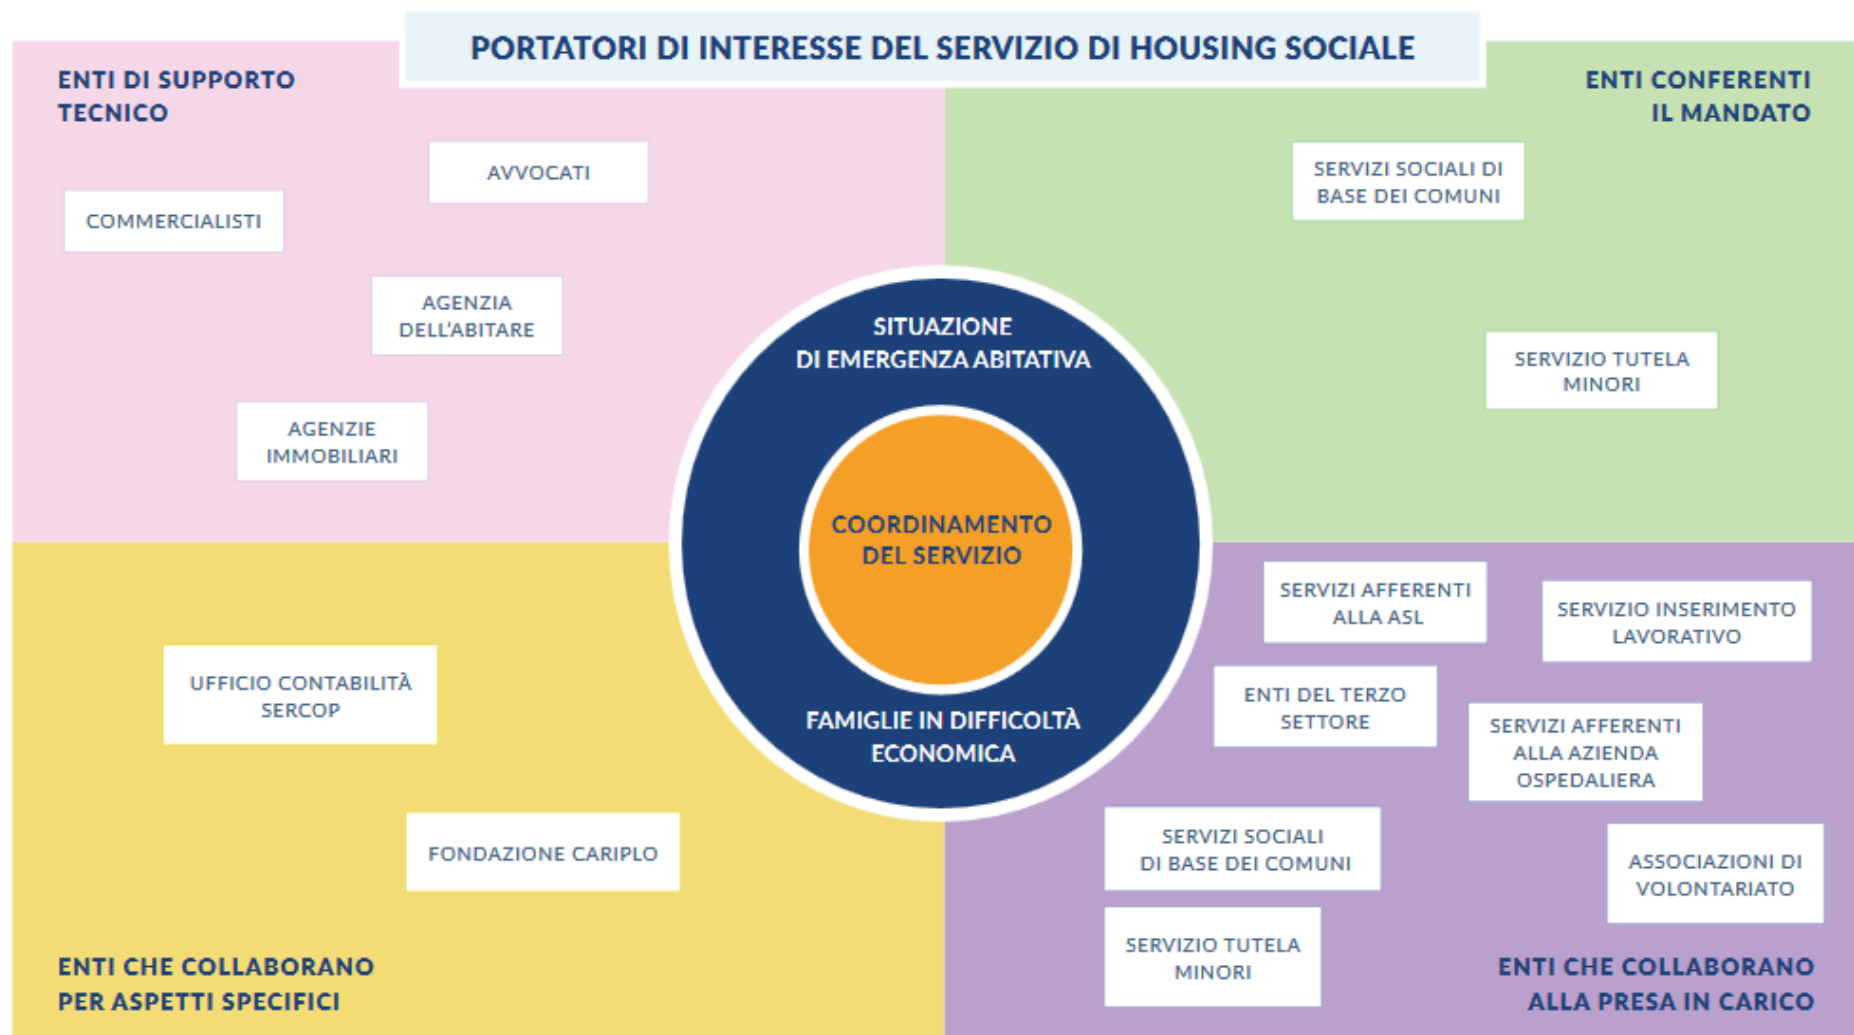 PORTATORI DI INTERESSE DEL SERVIZIO DI HOUSING SOCIALE
ENTI DI SUPPORTO
TECNICO
AVVOCATI
COMMERCIALISTI
AGENZIA
DELL'ABITARE
AGENZIE
IMMOBILIARI
ENTI CONFERENTI
IL MANDATO
SERVIZI SOCIALI DI
BASE DEI COMUNI
SERVIZIO TUTELA
MINORI
SITUAZIONE
DI EMERGENZA ABITATIVA
COORDINAMENTO
DEL SERVIZIO
FAMIGLIE IN DIFFICOLTÀ
ECONOMICA
UFFICIO CONTABILITÀ
SERCOP
FONDAZIONE CARIPLO
ENTI CHE COLLABORANO
PER ASPETTI SPECIFICI
SERVIZI AFFERENTI
ALLA ASL
SERVIZIO INSERIMENTO
LAVORATIVO
ENTI DEL TERZO
SETTORE
SERVIZI AFFERENTI
ALLA AZIENDA
OSPEDALIERA
SERVIZI SOCIALI
DI BASE DEI COMUNI
ASSOCIAZIONI DI
VOLONTARIATO
SERVIZIO TUTELA
MINORI
ENTI CHE COLLABORANO
ALLA PRESA IN CARICO